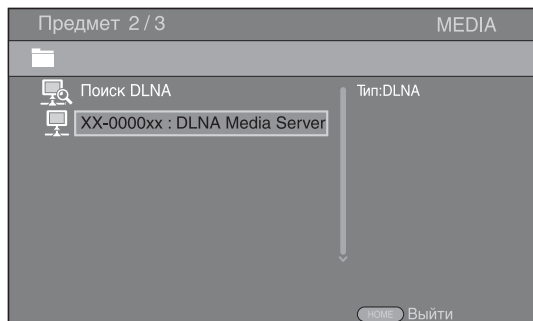 Предмет 2/3 MEDIA
Поиск DLNA Тип:DLNA
XX-0000xx : DLNA Media Server
HOME Выйти